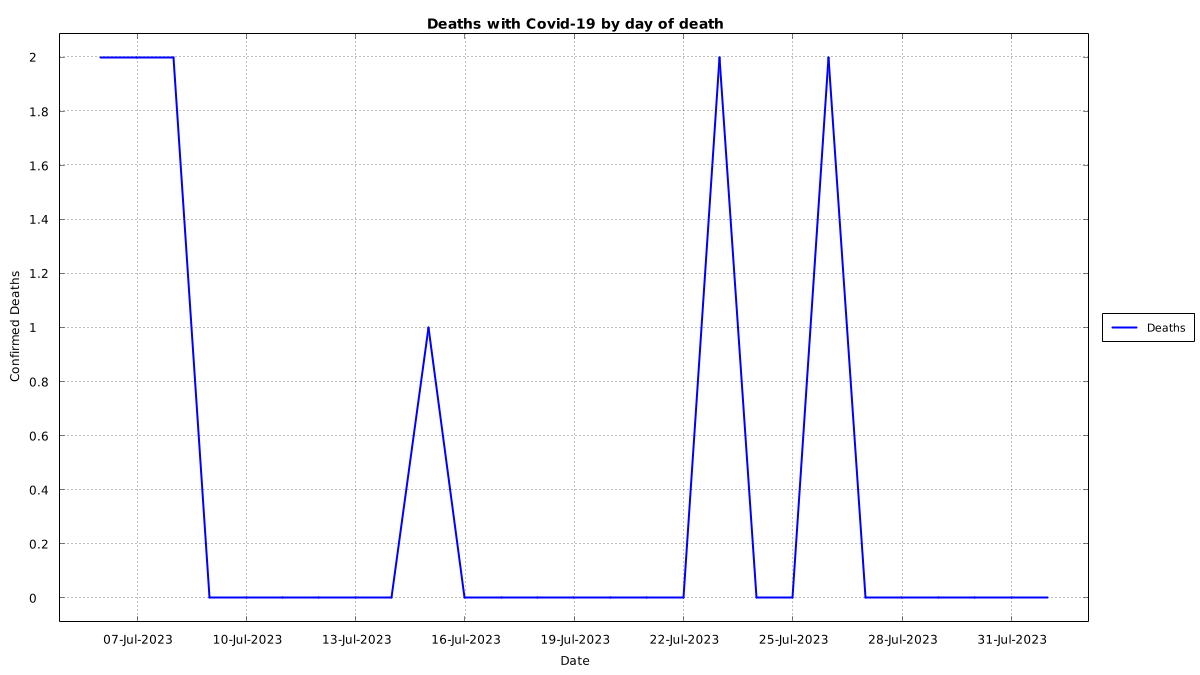 Deaths with Covid-19 by day of death
2
1.8
1.6
1.4
1.2
1
0.8
0.6
0.4
0.2
0
Confirmed Deaths
07-Jul-2023 10-Jul-2023 13-Jul-2023 16-Jul-2023 19-Jul-2023 22-Jul-2023 25-Jul-2023 28-Jul-2023 31-Jul-2023
Date
Deaths